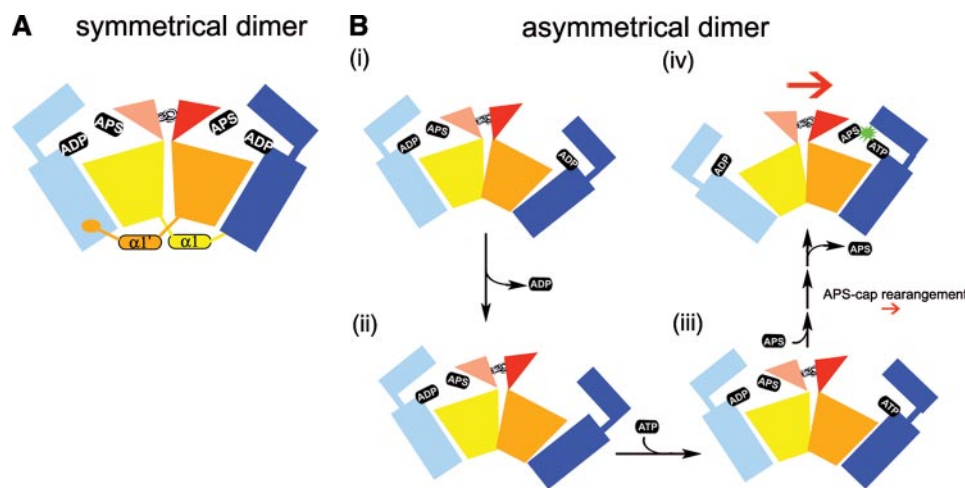 A symmetrical dimer
B asymmetrical dimer
(i)
(iv)
ADP APS APS ADP
α1' α1
ADP APS ADP
ADP APS ATP
ADP
APS
APS-cap rearangement
(ii)
(iii)
APS
ADP APS
ATP
ADP APS ATP